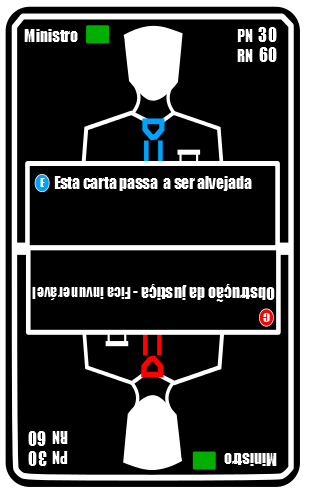 Ministro
PN 30
RN 60
E Esta carta passa a ser alvejada
G
Obstrução da justiça - Fica invunerável
Ministro
PN 30
RN 60